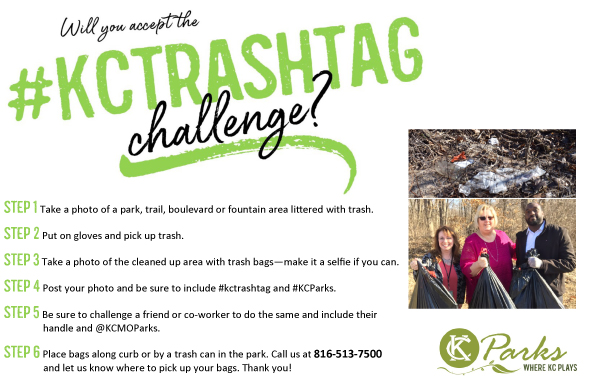 Will you accept the
#KCTRASHTAG
challenge?
STEP 1 Take a photo of a park, trail, boulevard or fountain area littered with trash.
STEP 2 Put on gloves and pick up trash.
STEP 3 Take a photo of the cleaned up area with trash bags—make it a selfie if you can.
STEP 4 Post your photo and be sure to include #kctrashtag and #KCParks.
STEP 5 Be sure to challenge a friend or co-worker to do the same and include their
handle and @KCMOParks.
STEP 6 Place bags along curb or by a trash can in the park. Call us at 816-513-7500
and let us know where to pick up your bags. Thank you!
KC Parks
WHERE KC PLAYS